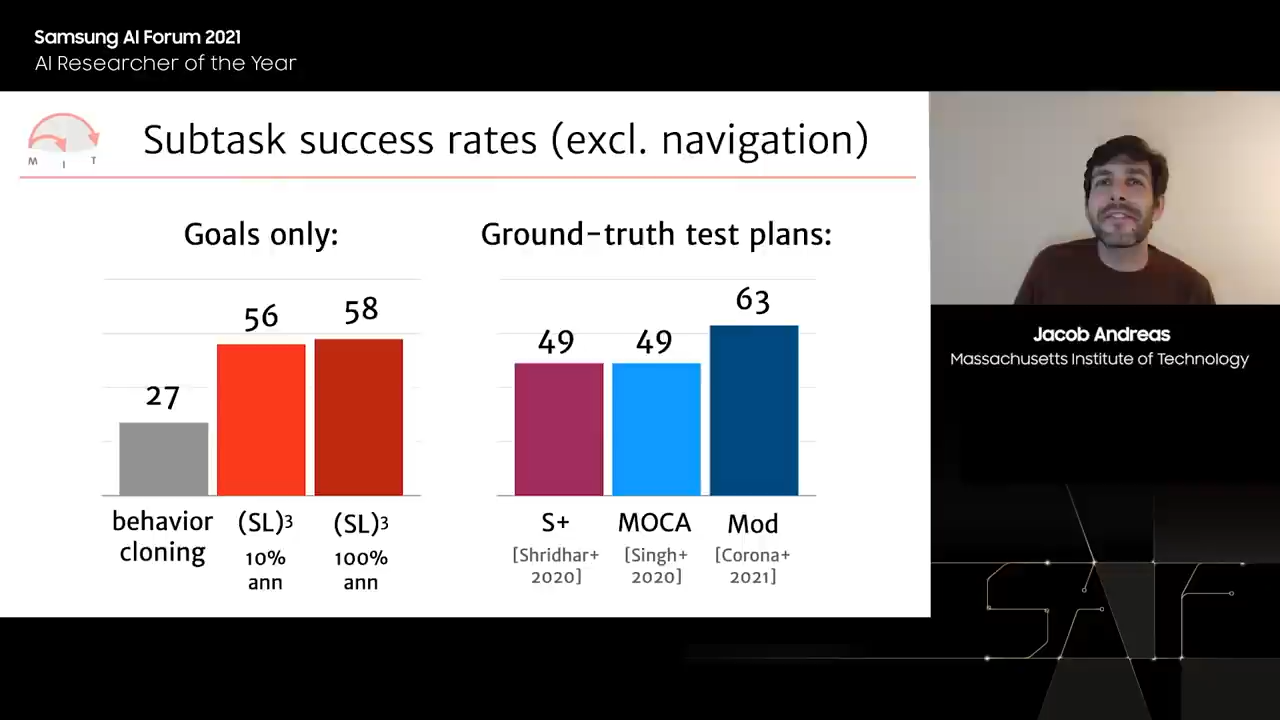 Samsung AI Forum 2021
AI Researcher of the Year
M I T
Subtask success rates (excl. navigation)
Goals only:
27
56
58
behavior
cloning
(SL)³
10%
ann
(SL)³
100%
ann
Ground-truth test plans:
49
49
63
S+
[Shridhar+
2020]
MOCA
[Singh+
2020]
Mod
[Corona+
2021]
Jacob Andreas
Massachusetts Institute of Technology
SAIF